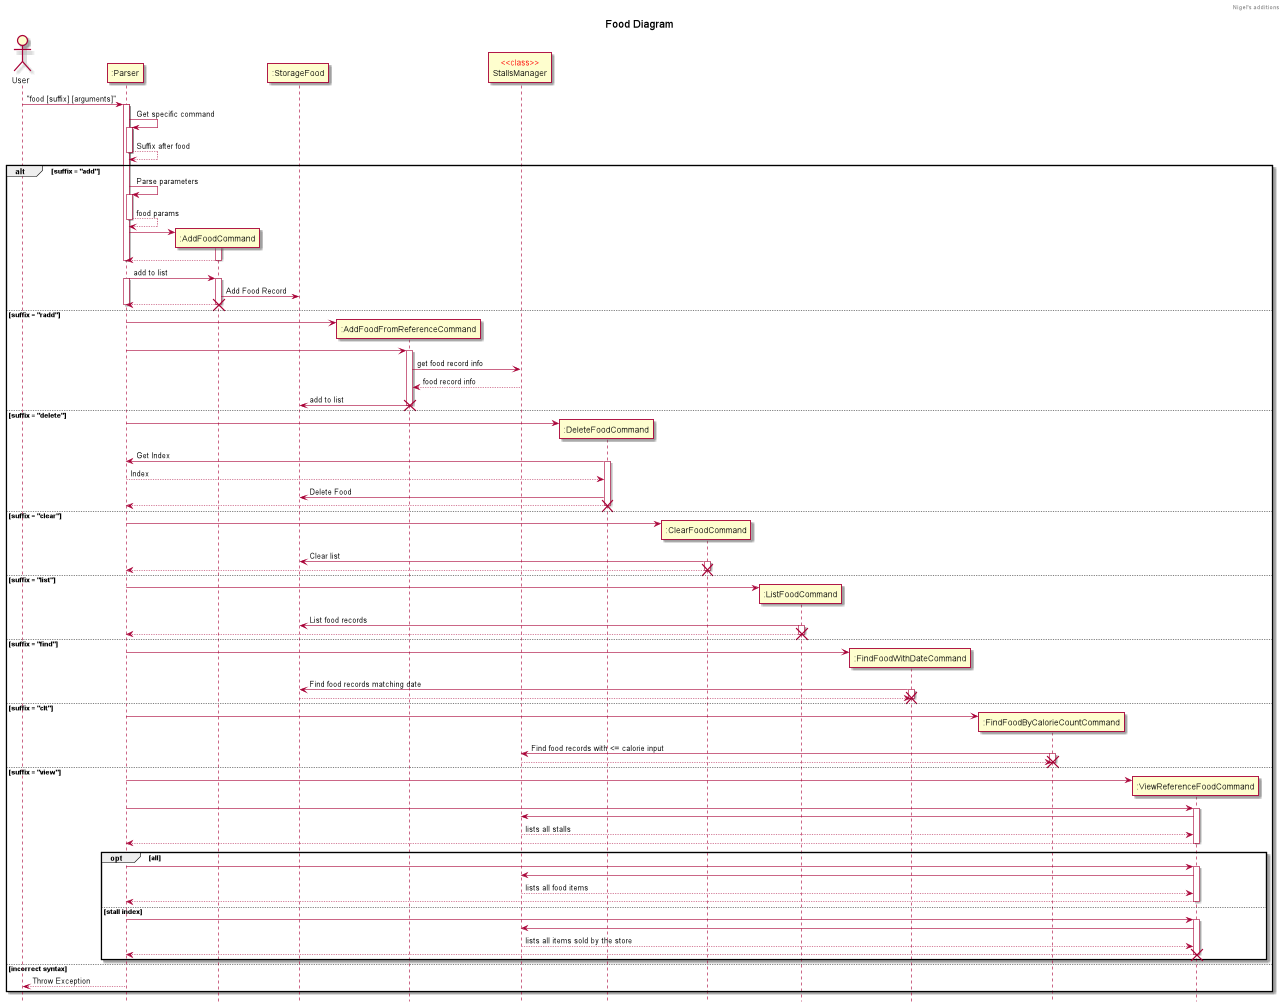 Nigel's additions
Food Diagram
User
:Parser
:StorageFood
<<class>>
StallsManager
"food [suffix] [arguments]"
Get specific command
Suffix after food
alt
[suffix = "add"]
Parse parameters
food params
:AddFoodCommand
add to list
Add Food Record
[suffix = "radd"]
:AddFoodFromReferenceCommand
get food record info
food record info
add to list
[suffix = "delete"]
:DeleteFoodCommand
Get Index
Index
Delete Food
[suffix = "clear"]
:ClearFoodCommand
Clear list
[suffix = "list"]
:ListFoodCommand
List food records
[suffix = "find"]
:FindFoodWithDateCommand
Find food records matching date
[suffix = "clt"]
:FindFoodByCalorieCountCommand
Find food records with <= calorie input
[suffix = "view"]
:ViewReferenceFoodCommand
lists all stalls
opt
[all]
lists all food items
[stall index]
lists all items sold by the store
[incorrect syntax]
Throw Exception